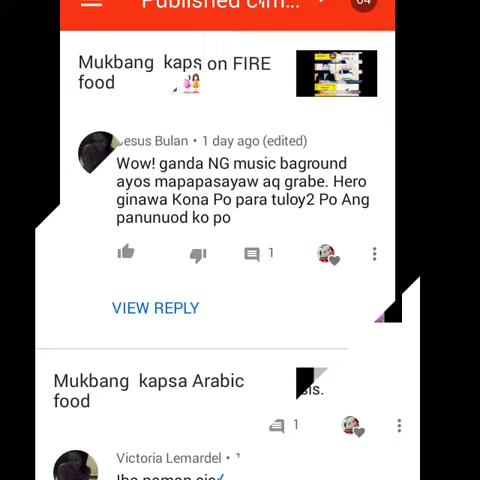 Mukbang kaps on FIRE
food
esus Bulan • 1 day ago (edited)
Wow! ganda NG music baground
ayos mapapasayaw aq grabe. Hero
ginawa Kona Po para tuloy2 Po Ang
panunuod ko po
1
VIEW REPLY
Mukbang kapsa Arabic
food
sis.
1
Victoria Lemardel •